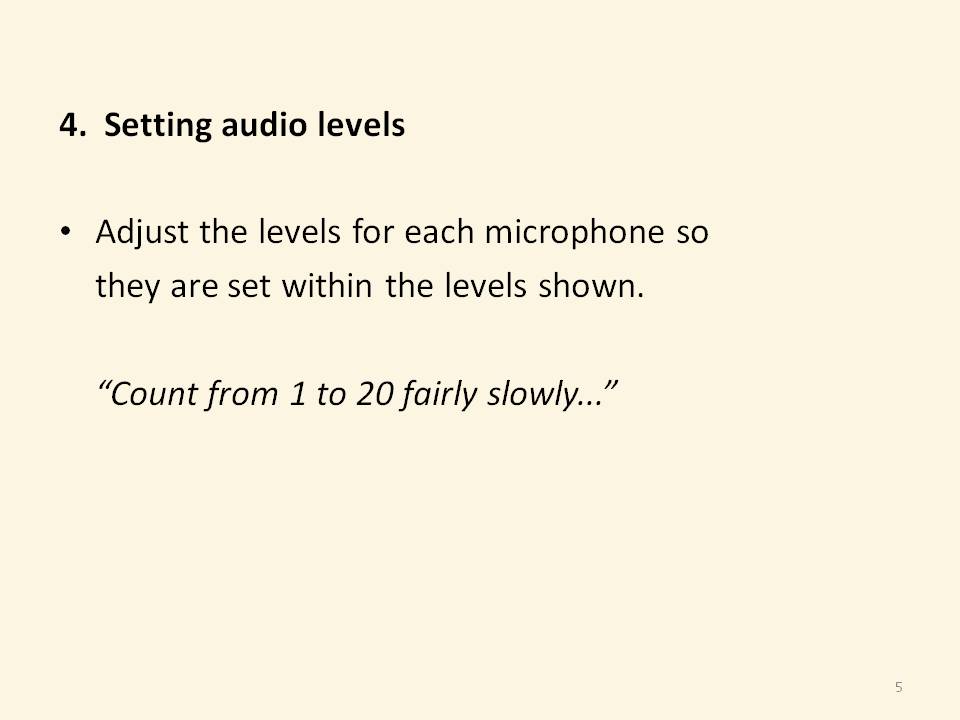 4. Setting audio levels
• Adjust the levels for each microphone so
they are set within the levels shown.
“Count from 1 to 20 fairly slowly...”
5